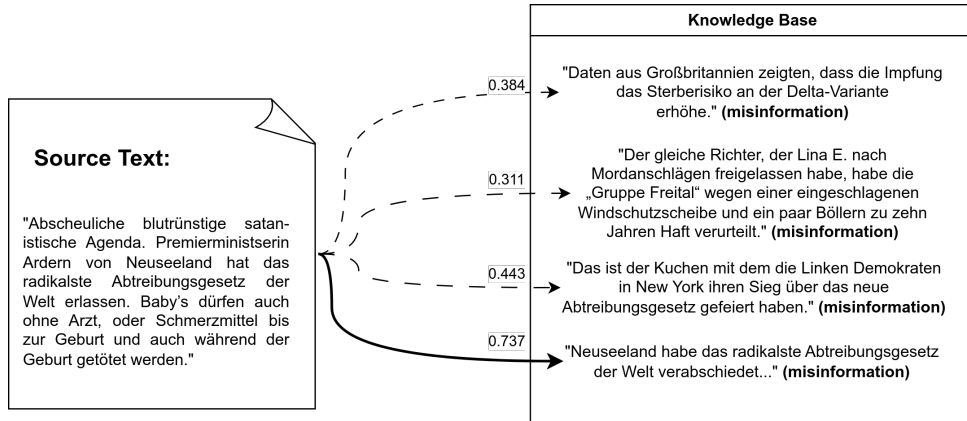 Knowledge Base
0.384
"Daten aus Großbritannien zeigten, dass die Impfung
das Sterberisiko an der Delta-Variante
erhöhe." (misinformation)
Source Text:
"Abscheuliche blutrünstige satan-
istische Agenda. Premierministserin
Ardern von Neuseeland hat das
radikalste Abtreibungsgesetz der
Welt erlassen. Baby's dürfen auch
ohne Arzt, oder Schmerzmittel bis
zur Geburt und auch während der
Geburt getötet werden."
0.311
"Der gleiche Richter, der Lina E. nach
Mordanschlägen freigelassen habe, habe die
„Gruppe Freital“ wegen einer eingeschlagenen
Windschutzscheibe und ein paar Böllern zu zehn
Jahren Haft verurteilt." (misinformation)
0.443
"Das ist der Kuchen mit dem die Linken Demokraten
in New York ihren Sieg über das neue
Abtreibungsgesetz gefeiert haben." (misinformation)
0.737
"Neuseeland habe das radikalste Abtreibungsgesetz
der Welt verabschiedet..." (misinformation)